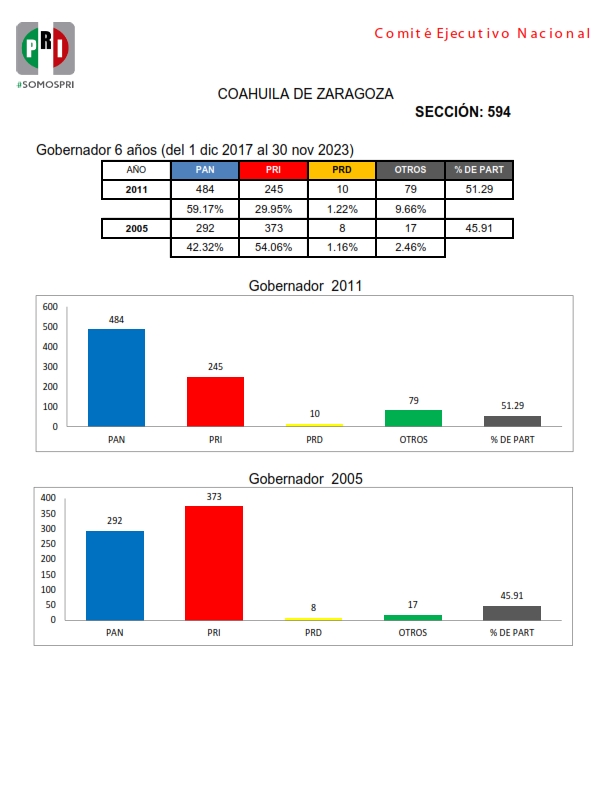 Comité Ejecutivo Nacional
PRI
#SOMOSPRI
COAHUILA DE ZARAGOZA
SECCIÓN: 594
Gobernador 6 años (del 1 dic 2017 al 30 nov 2023)
AÑO PAN PRI PRD OTROS % DE PART
2011 484 245 10 79 51.29
59.17% 29.95% 1.22% 9.66%
2005 292 373 8 17 45.91
42.32% 54.06% 1.16% 2.46%
Gobernador 2011
600
500
400
300
200
100
0
484
245
10
79
51.29
PAN PRI PRD OTROS % DE PART
Gobernador 2005
400
350
300
250
200
150
100
50
0
292
373
8
17
45.91
PAN PRI PRD OTROS % DE PART